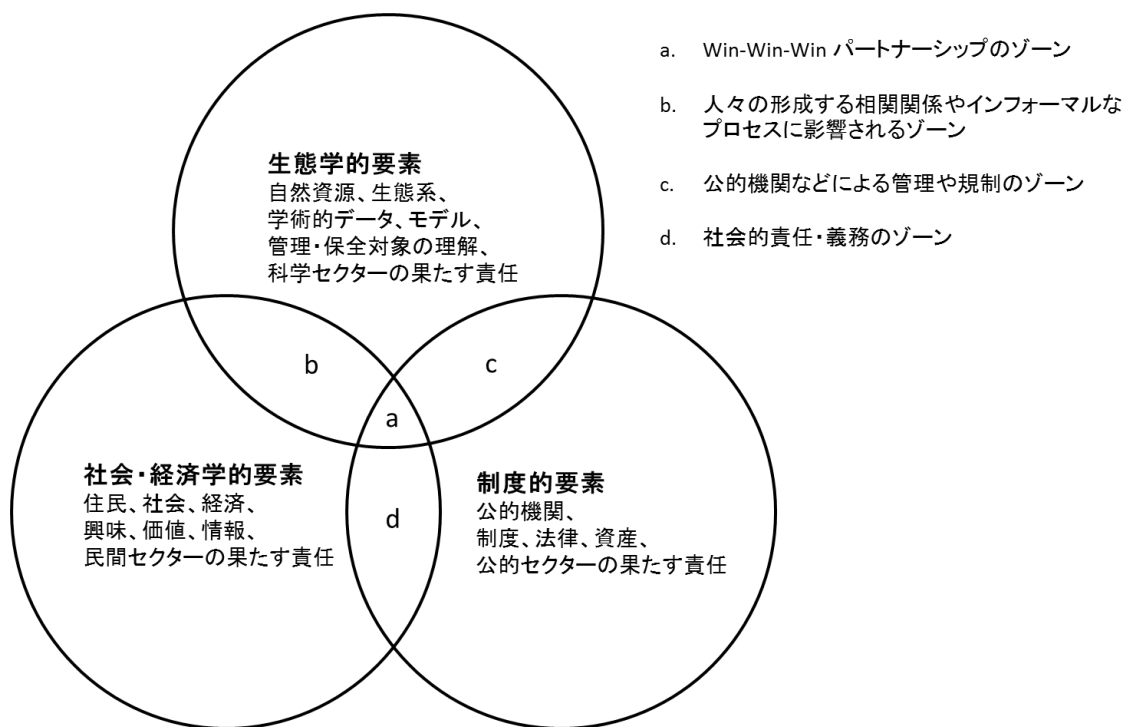 生態学的要素
自然資源、生態系、
学術的データ、モデル、
管理・保全対象の理解、
科学セクターの果たす責任
b
c
a
d
社会・経済学的要素
住民、社会、経済、
興味、価値、情報、
民間セクターの果たす責任
制度的要素
公的機関、
制度、法律、資産、
公的セクターの果たす責任
a. Win-Win-Win パートナーシップのゾーン
b. 人々の形成する相関関係やインフォーマルな
プロセスに影響されるゾーン
c. 公的機関などによる管理や規制のゾーン
d. 社会的責任・義務のゾーン